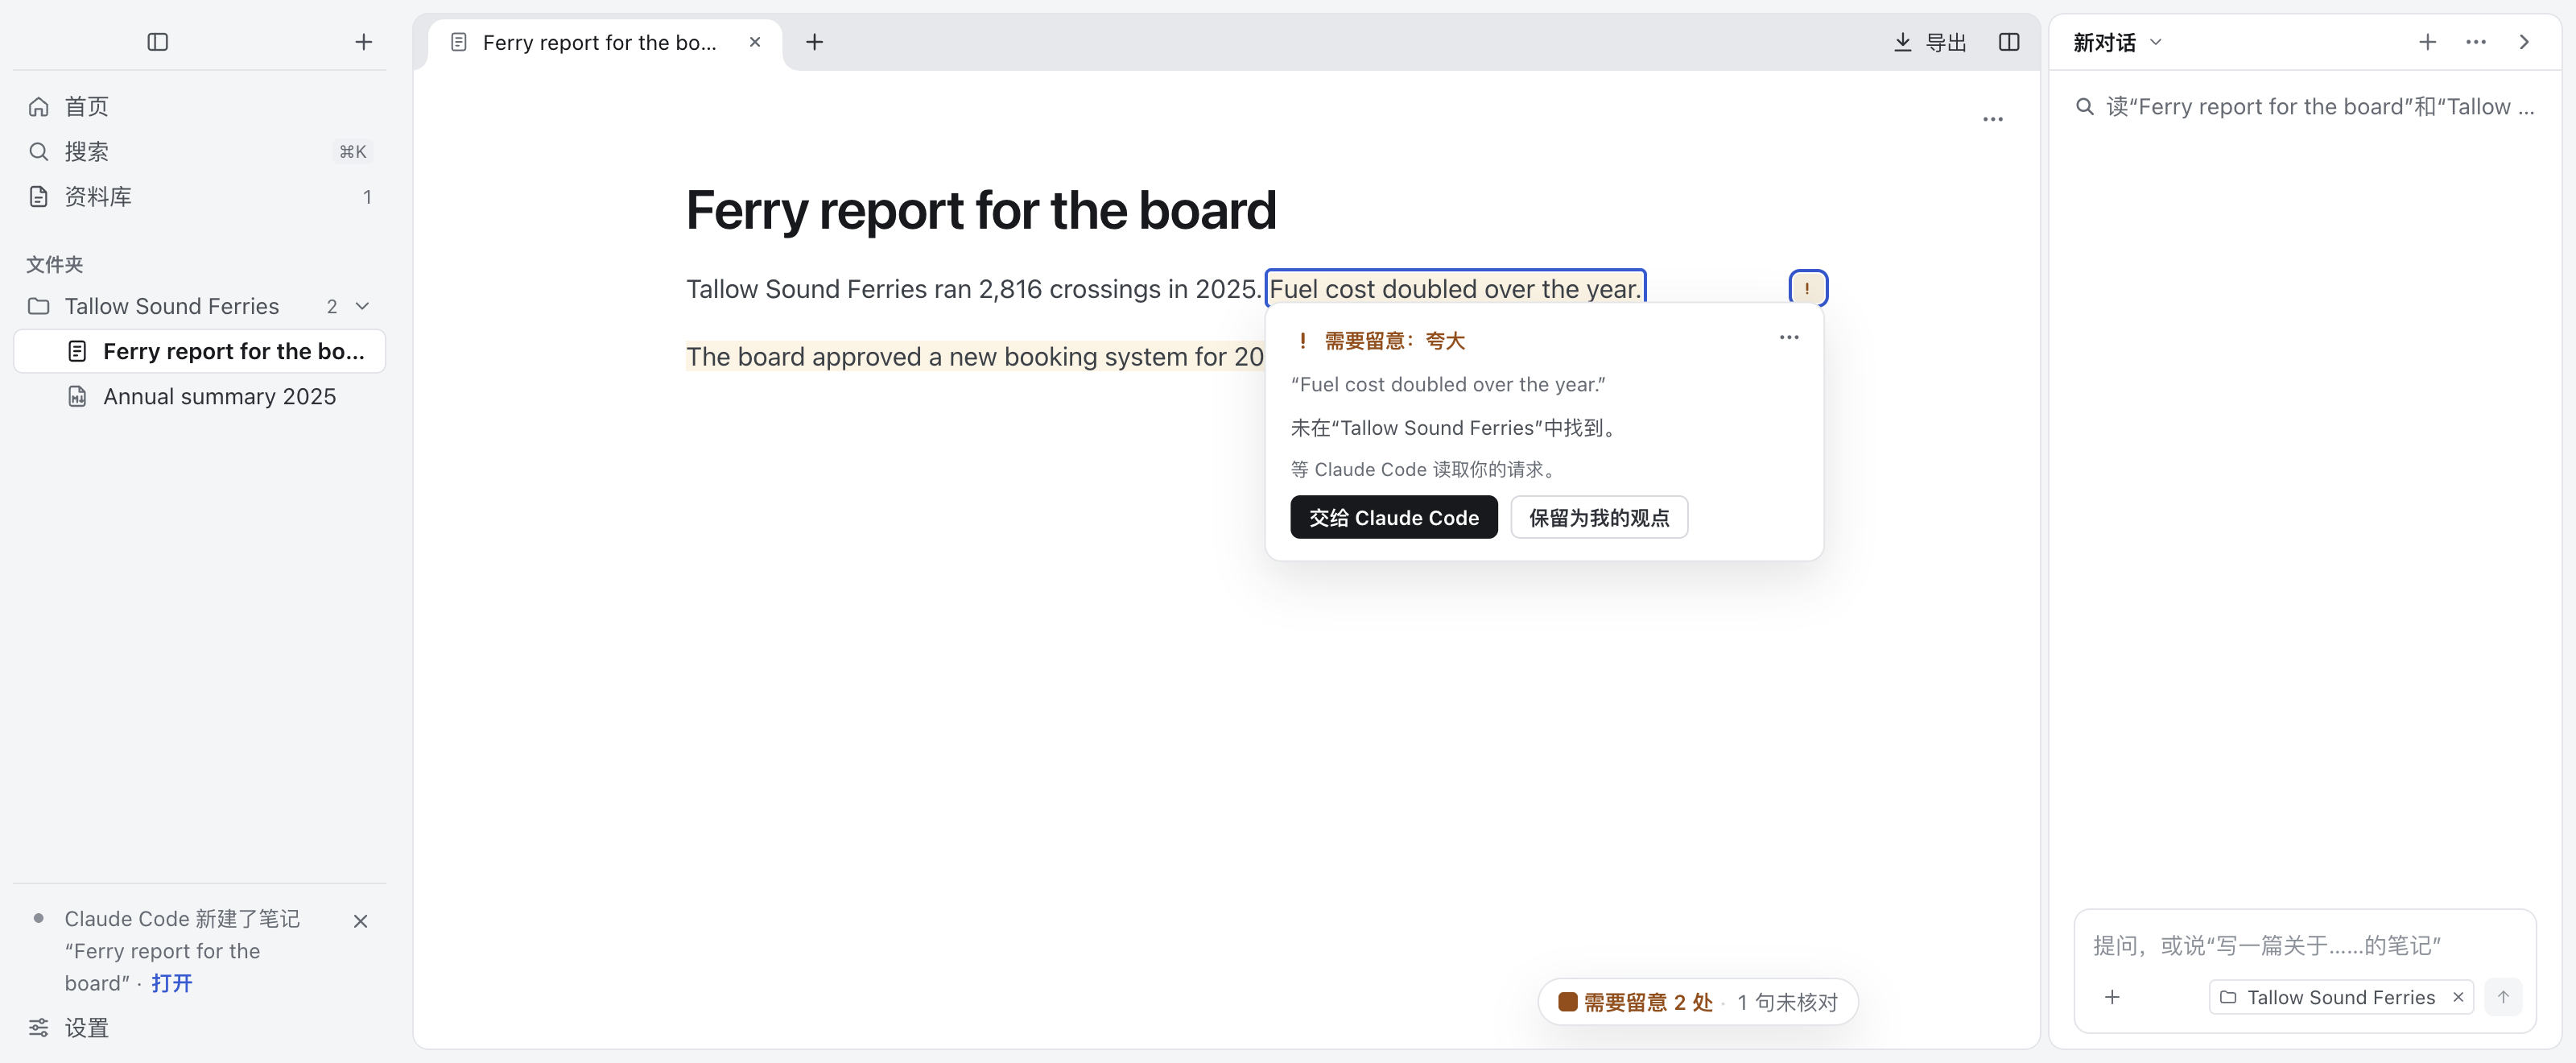 首页
搜索 ⌘K
资料库 1
文件夹
Tallow Sound Ferries 2
Ferry report for the bo...
Annual summary 2025
Claude Code 新建了笔记
“Ferry report for the
board” · 打开
设置
Ferry report for the bo...
导出
Ferry report for the board
Tallow Sound Ferries ran 2,816 crossings in 2025. Fuel cost doubled over the year. !
The board approved a new booking system for 20
! 需要留意：夸大
“Fuel cost doubled over the year.”
未在“Tallow Sound Ferries”中找到。
等 Claude Code 读取你的请求。
交给 Claude Code 保留为我的观点
需要留意 2 处 · 1 句未核对
新对话
读“Ferry report for the board”和“Tallow ...
提问，或说“写一篇关于……的笔记”
Tallow Sound Ferries